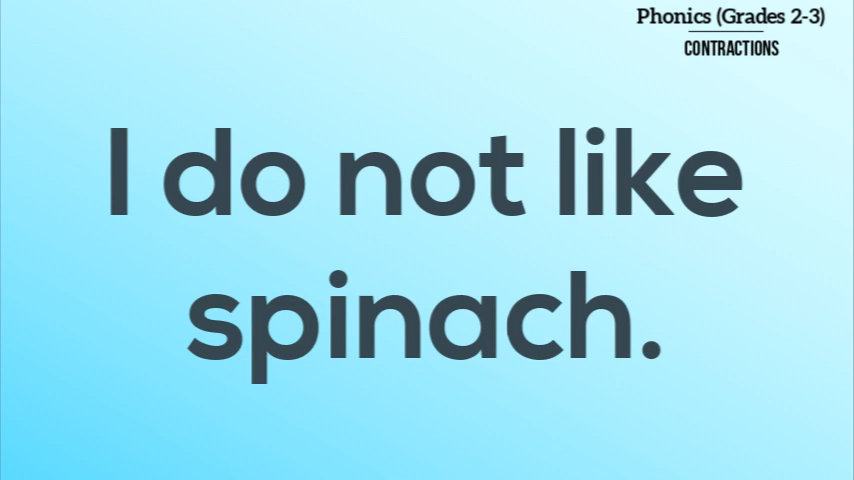 Phonics (Grades 2-3)
CONTRACTIONS
I do not like
spinach.